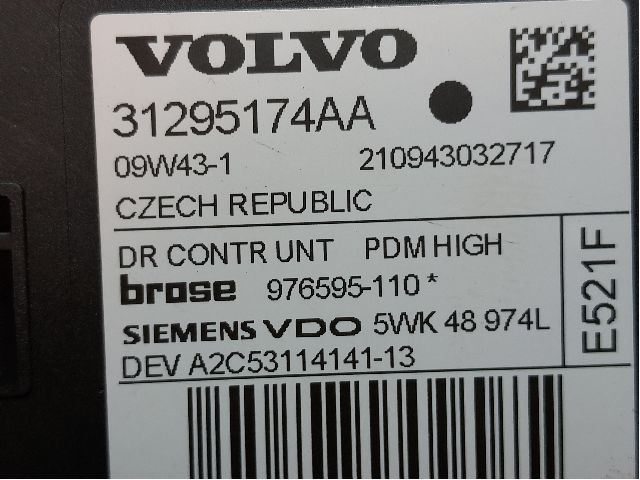 VOLVO
31295174AA
09W43-1 210943032717
CZECH REPUBLIC
DR CONTR UNT PDM HIGH
brose 976595-110*
SIEMENS VDO 5WK 48 974L
DEV A2C53114141-13
E521F